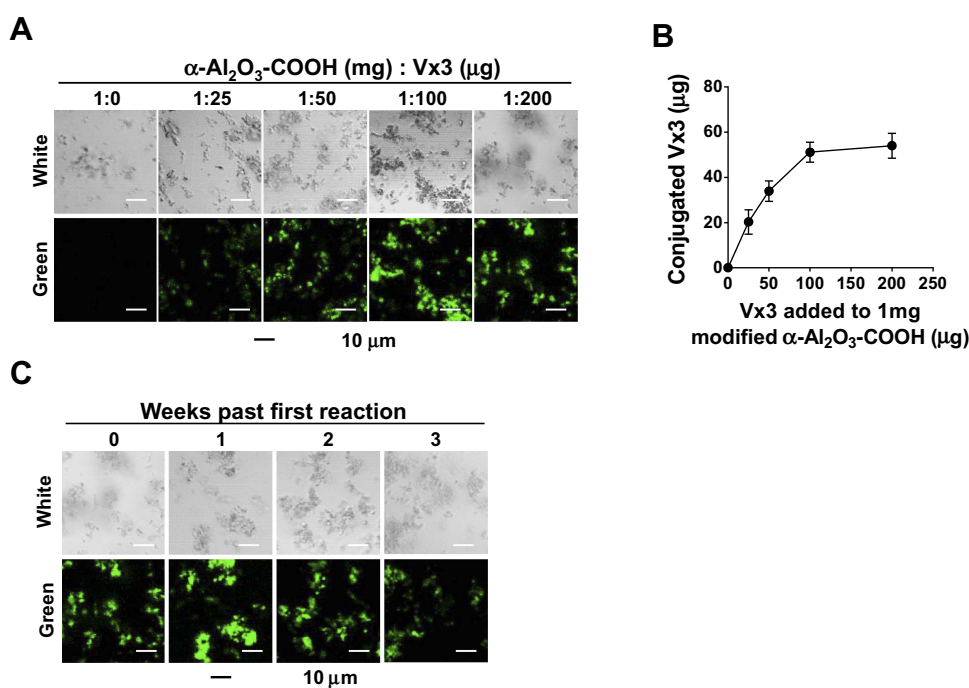 A
α-Al₂O₃-COOH (mg) : Vx3 (μg)
1:0 1:25 1:50 1:100 1:200
White
Green
10 μm
B
Conjugated Vx3 (μg)
80
60
40
20
0
0 50 100 150 200 250
Vx3 added to 1mg
modified α-Al₂O₃-COOH (μg)
C
Weeks past first reaction
0 1 2 3
White
Green
10 μm